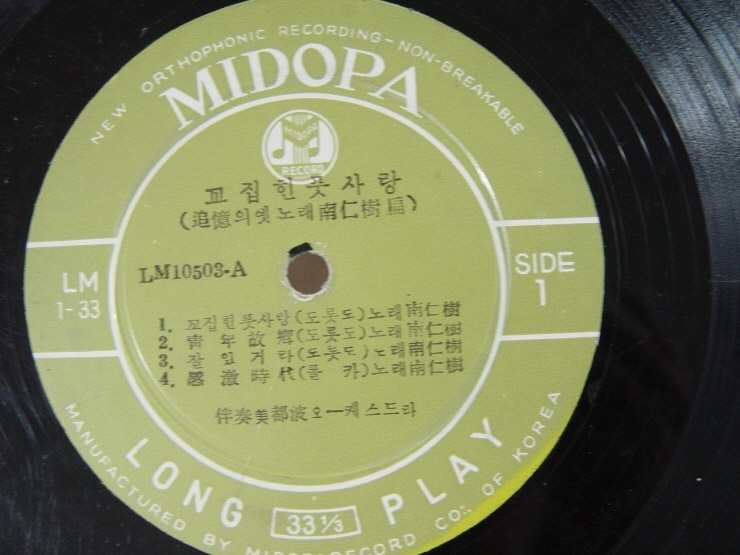 NEW ORTHOPHONIC RECORDING-NON-BREAKABLE
MIDOPA
MIDOPA
RECORD
꼬집힌풋사랑
(追憶의옛노래南仁樹扁)
LM10503-A
LM
1-33
SIDE
1
1. 꼬집힌풋사랑(도롯도)노래南仁樹
2. 靑年故鄕(도롯도)노래南仁樹
3. 잘있거라(도롯도)노래南仁樹
4. 感激時代(폴카)노래南仁樹
伴奏美都波오ー케스드라
LONG PLAY
33⅓
MANUFACTURED BY RECORD CO:, OF KOREA